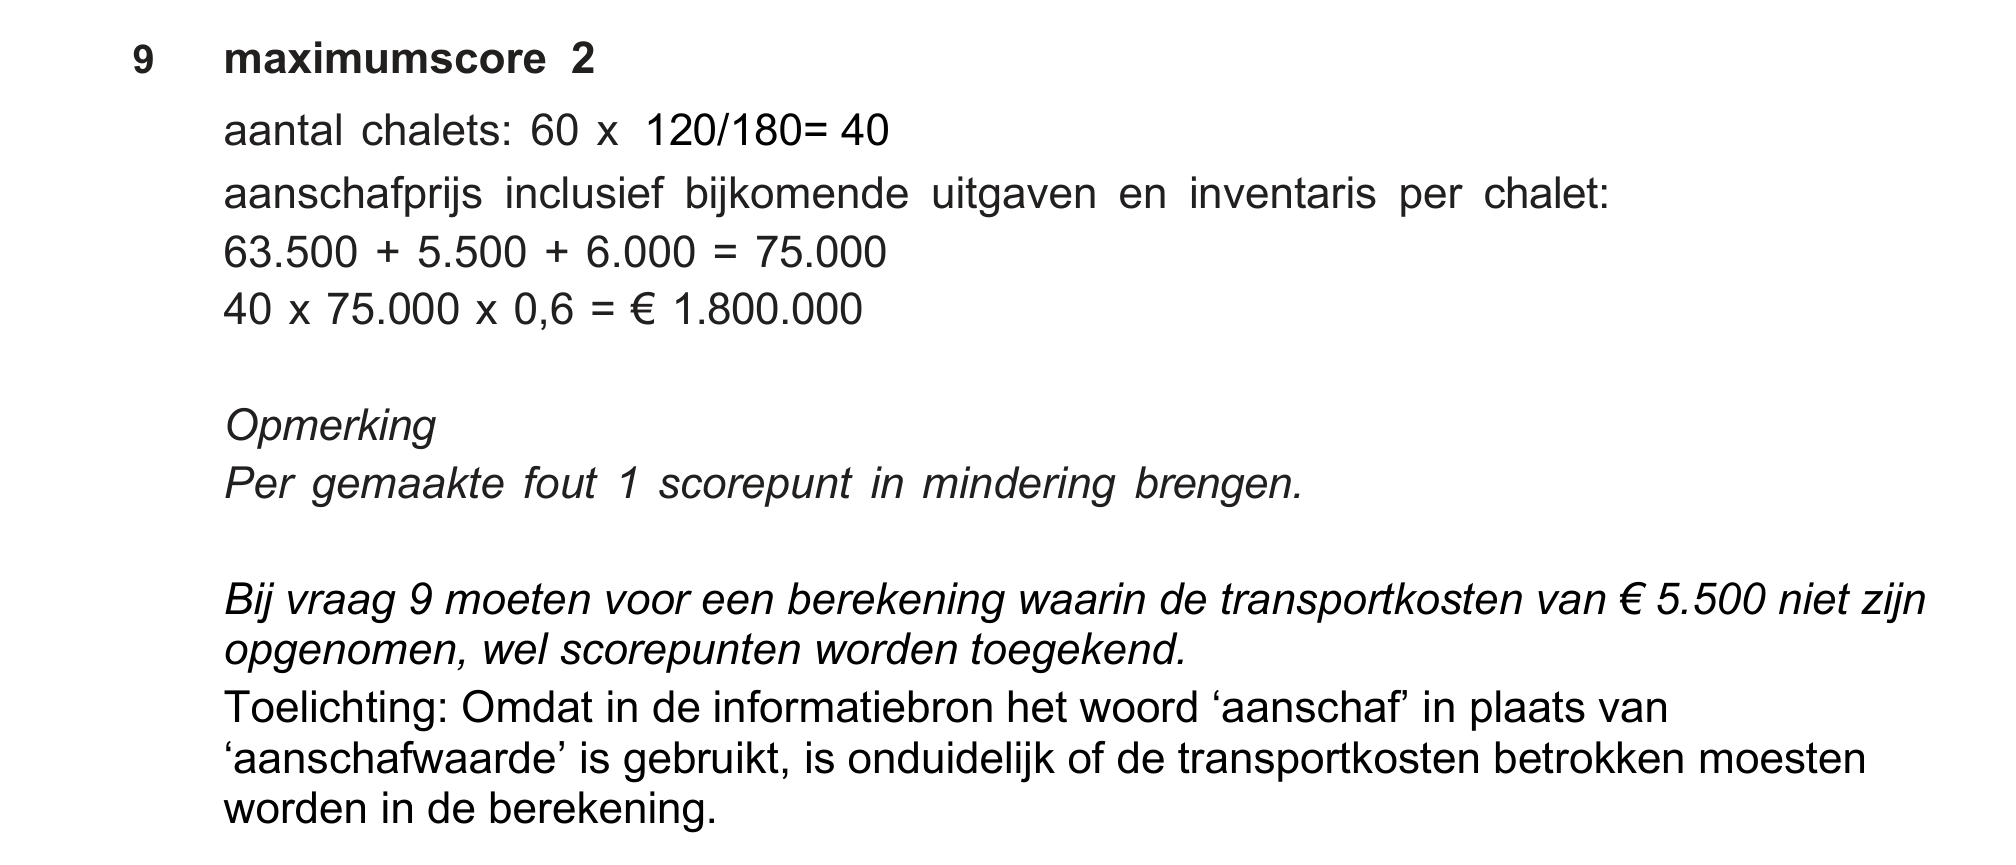 9 maximumscore 2
aantal chalets: 60 x 120/180= 40
aanschafprijs inclusief bijkomende uitgaven en inventaris per chalet:
63.500 + 5.500 + 6.000 = 75.000
40 x 75.000 x 0,6 = € 1.800.000
Opmerking
Per gemaakte fout 1 scorepunt in mindering brengen.
Bij vraag 9 moeten voor een berekening waarin de transportkosten van € 5.500 niet zijn
opgenomen, wel scorepunten worden toegekend.
Toelichting: Omdat in de informatiebron het woord ‘aanschaf’ in plaats van
‘aanschafwaarde’ is gebruikt, is onduidelijk of de transportkosten betrokken moesten
worden in de berekening.